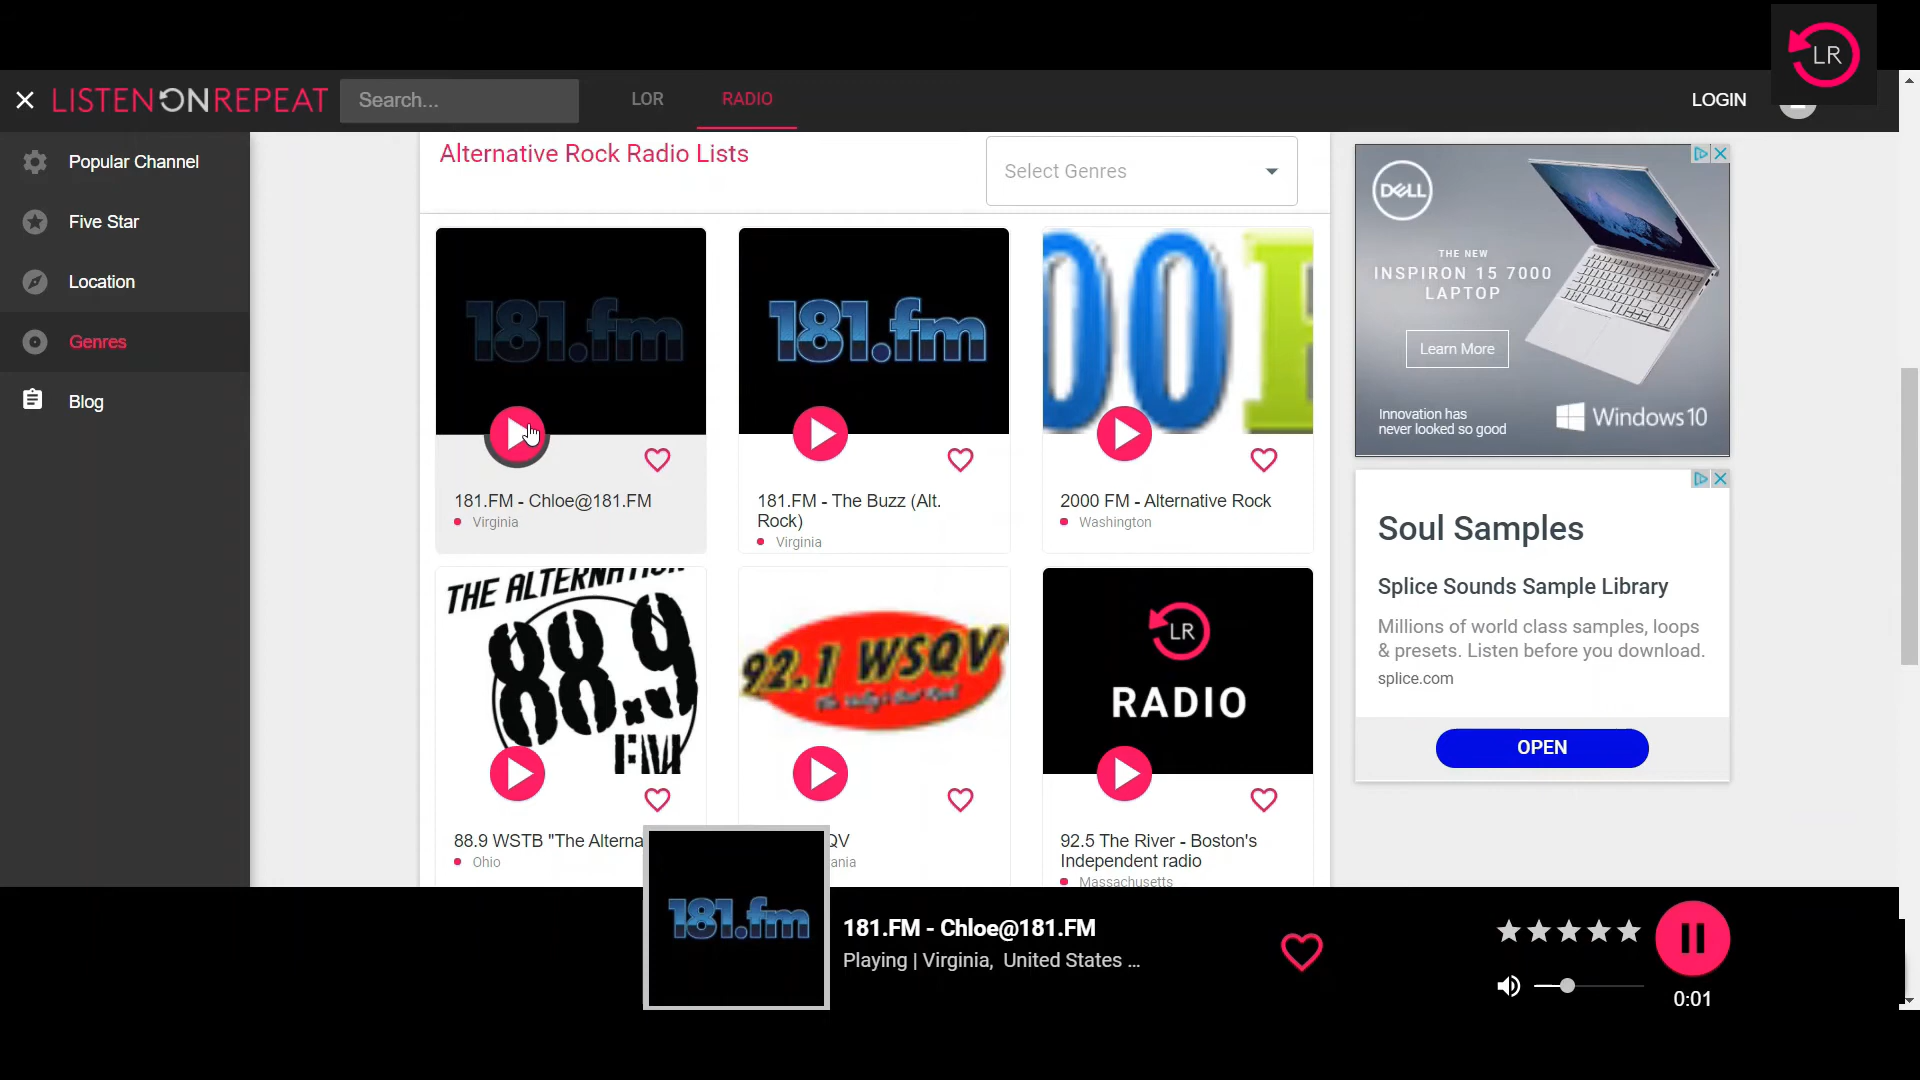 LR
LISTENONREPEAT
Search...
LOR
RADIO
LOGIN
Popular Channel
Five Star
Location
Genres
Blog
Alternative Rock Radio Lists
Select Genres
181.fm
181.FM - Chloe@181.FM
Virginia
181.fm
181.FM - The Buzz (Alt.
Rock)
Virginia
00
2000 FM - Alternative Rock
Washington
THE ALTERNATION
88.9
FM
88.9 WSTB "The Alterna
Ohio
92.1 WSQV
QV
ania
LR
RADIO
92.5 The River - Boston's
Independent radio
Massachusetts
DELL
THE NEW
INSPIRON 15 7000
LAPTOP
Learn More
Innovation has
never looked so good
Windows 10
Soul Samples
Splice Sounds Sample Library
Millions of world class samples, loops
& presets. Listen before you download.
splice.com
OPEN
181.fm
181.FM - Chloe@181.FM
Playing | Virginia, United States ...
0:01